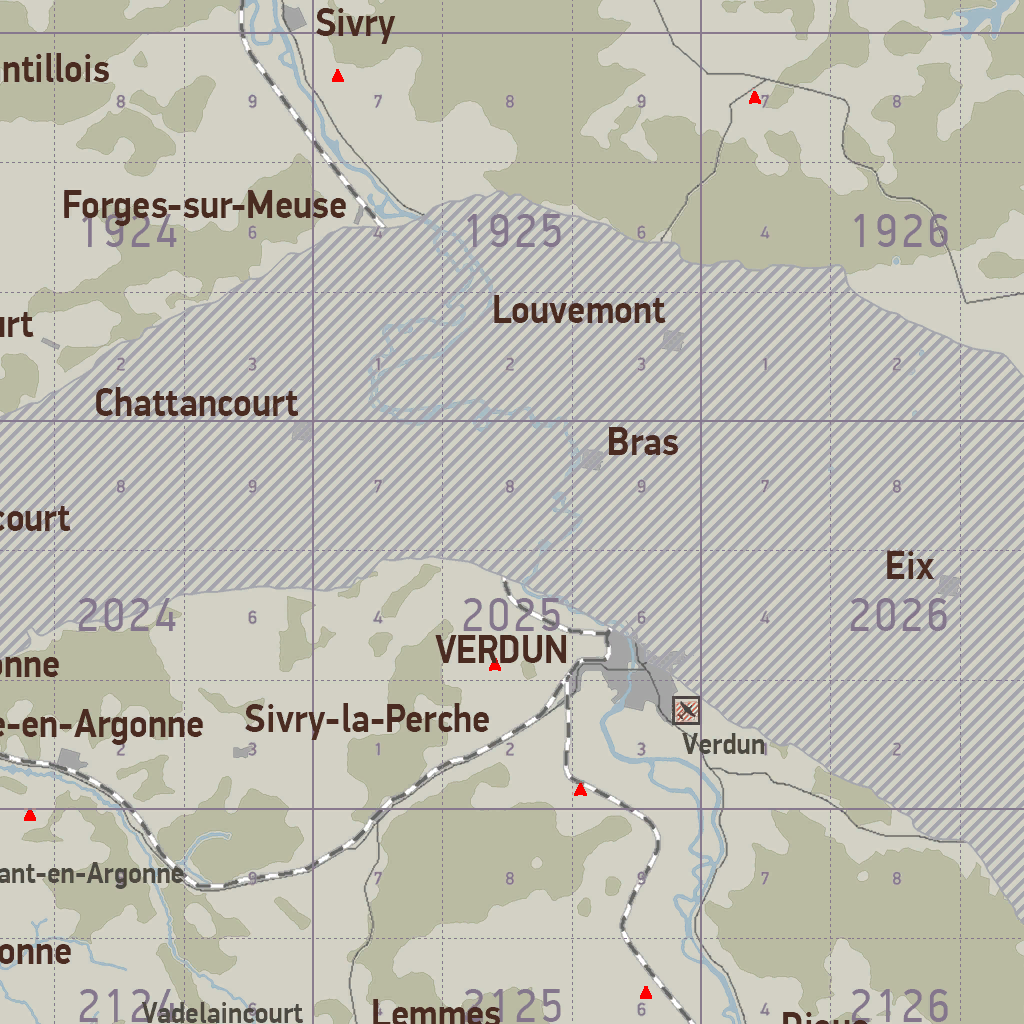 Sivry
ntillois
8 9 7 8 9 7 8
Forges-sur-Meuse
1924 6 4 1925 6 4 1926
Louvemont
urt
2 3 1 2 3 1 2
Chattancourt
Bras
8 9 7 8 9 7 8
court
Eix
2024 6 4 2025 6 4 2026
VERDUN
onne
e-en-Argonne
Sivry-la-Perche
Verdun
2 3 1 2 3 2
ant-en-Argonne
9 7 8 9 7 8
onne
2124 6 Vadelaincourt
Lemmes
2125 6 4 2126